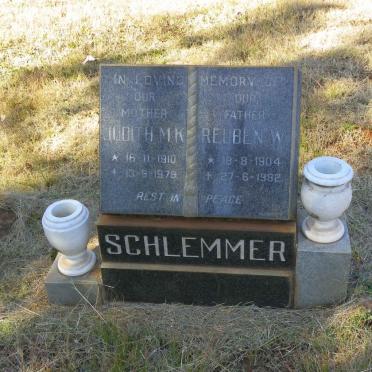 IN LOVING MEMORY OF
OUR MOTHER
JUDITH M.K.
* 16-11-1910
+ 13-9-1979
OUR FATHER
REUBEN W.
* 18-8-1904
+ 27-6-1982
REST IN PEACE
SCHLEMMER